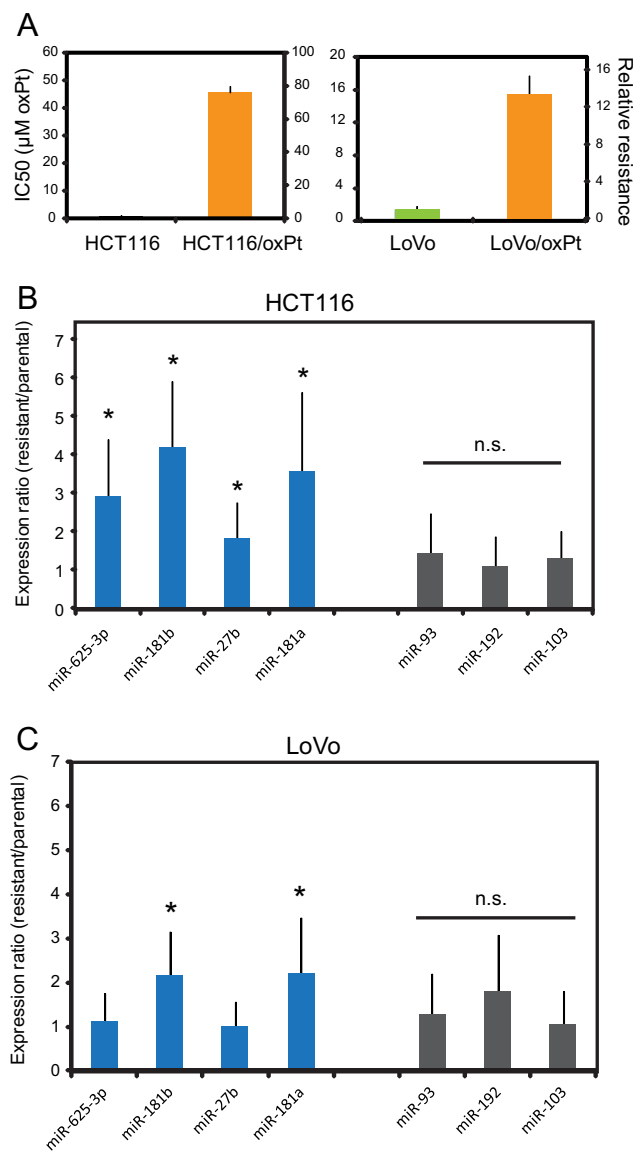 A
IC50 (µM oxPt)
60
50
40
30
20
10
0
100
80
60
40
20
0
HCT116
HCT116/oxPt
20
16
12
8
4
0
16
12
8
4
0
Relative resistance
LoVo
LoVo/oxPt
B
HCT116
Expression ratio (resistant/parental)
7
6
5
4
3
2
1
0
*
*
*
*
n.s.
miR-625-3p
miR-181b
miR-27b
miR-181a
miR-93
miR-192
miR-103
C
LoVo
Expression ratio (resistant/parental)
7
6
5
4
3
2
1
0
*
*
n.s.
miR-625-3p
miR-181b
miR-27b
miR-181a
miR-93
miR-192
miR-103